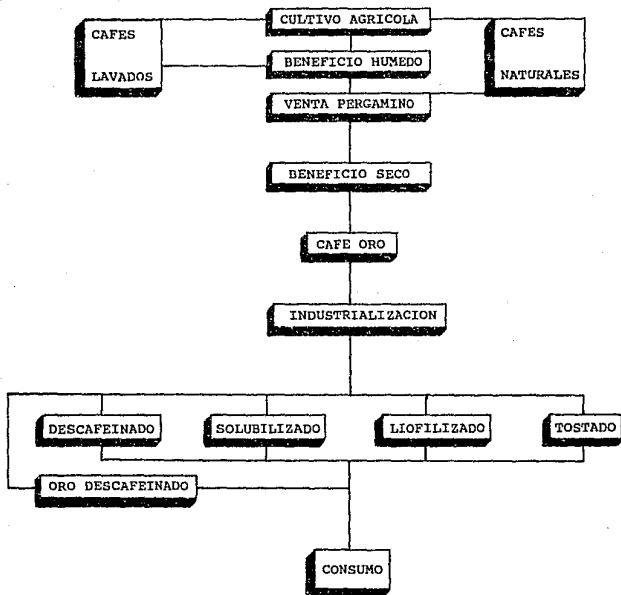 CULTIVO AGRICOLA
CAFES
LAVADOS
CAFES
NATURALES
BENEFICIO HUMEDO
VENTA PERGAMINO
BENEFICIO SECO
CAFE ORO
INDUSTRIALIZACION
DESCAFEINADO
SOLUBILIZADO
LIOFILIZADO
TOSTADO
ORO DESCAFEINADO
CONSUMO